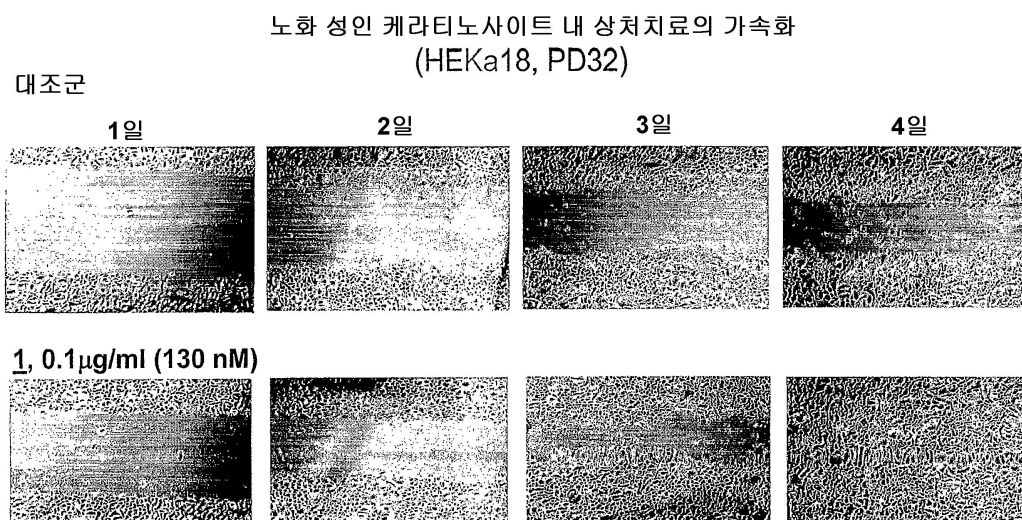 노화 성인 케라티노사이트 내 상처치료의 가속화
(HEKa18, PD32)
대조군
1일 2일 3일 4일
1, 0.1μg/ml (130 nM)